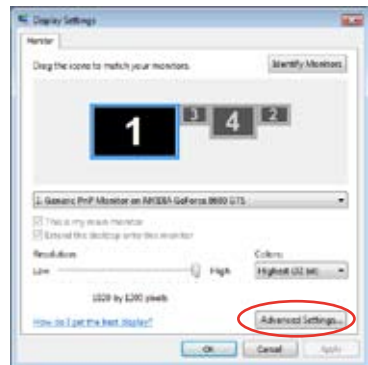 Display Settings
Monitor
Drag the icons to match your monitors.
Identify Monitors
1 3 4 2
1. Generic PnP Monitor on NVIDIA GeForce 8600 GTS
This is my main monitor
Extend the desktop onto this monitor
Resolution: Colors:
Low High Highest (32 bit)
by 1200 pixels
How do I get the best display? Advanced Settings...
OK Cancel Apply